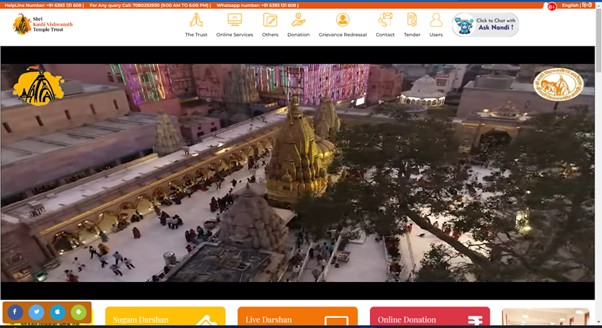 HelpLine Number: +91 6393 131 608 | For Any query Call: 7080292930 (9:00 AM TO 6:00 PM) | Whatsapp number: +91 6393 131 608 |
English | हिन्दी
Shri
Kashi Vishwanath
Temple Trust
The Trust
Online Services
Others
Donation
Grievance Redressal
Contact
Tender
Users
Click to Chat with
Ask Nandi !
Sugam Darshan
Live Darshan
Online Donation